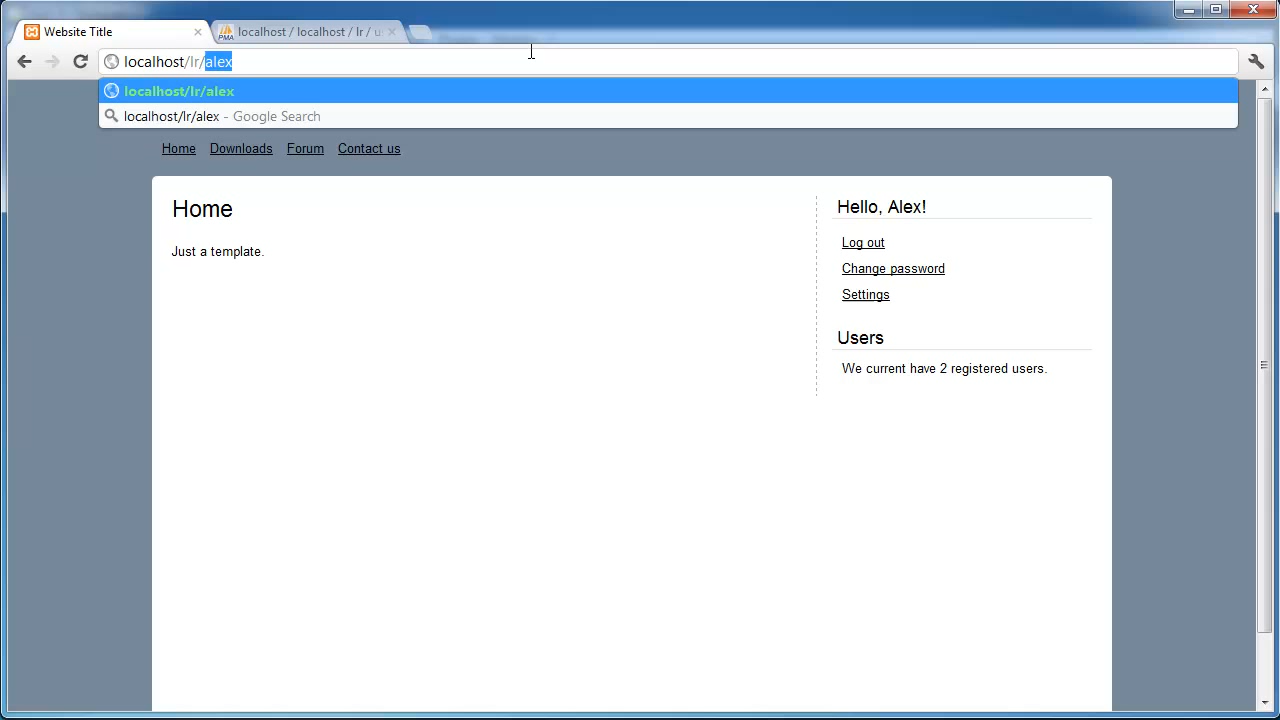 Website Title
localhost / localhost / lr /
localhost/lr/alex
localhost/lr/alex
localhost/lr/alex - Google Search
Home Downloads Forum Contact us
Home
Just a template.
Hello, Alex!
Log out
Change password
Settings
Users
We current have 2 registered users.